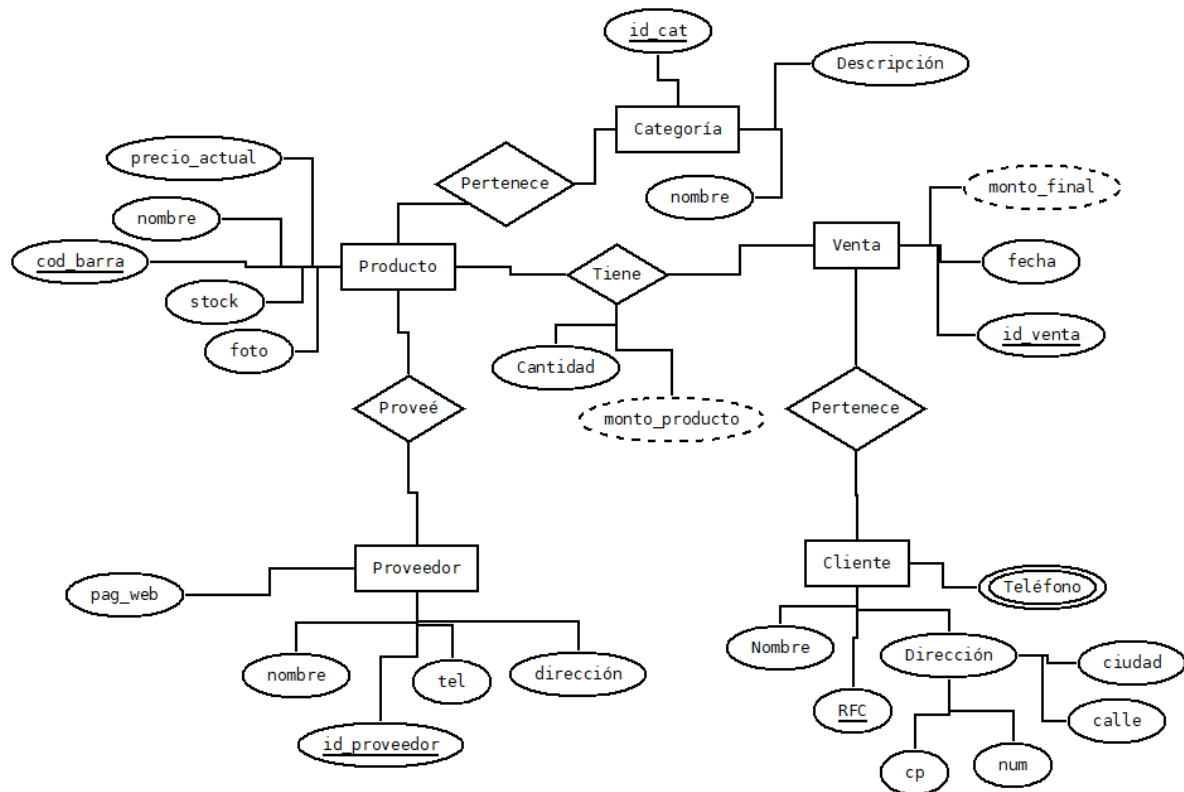 id_cat
Descripción
Categoría
precio_actual
Pertenece
nombre
monto_final
nombre
Producto
Venta
cod_barra
Tiene
fecha
stock
id_venta
foto
Cantidad
Proveé
monto_producto
Pertenece
Proveedor
Cliente
pag_web
Teléfono
nombre
tel
dirección
Nombre
Dirección
ciudad
RFC
calle
id_proveedor
cp
num